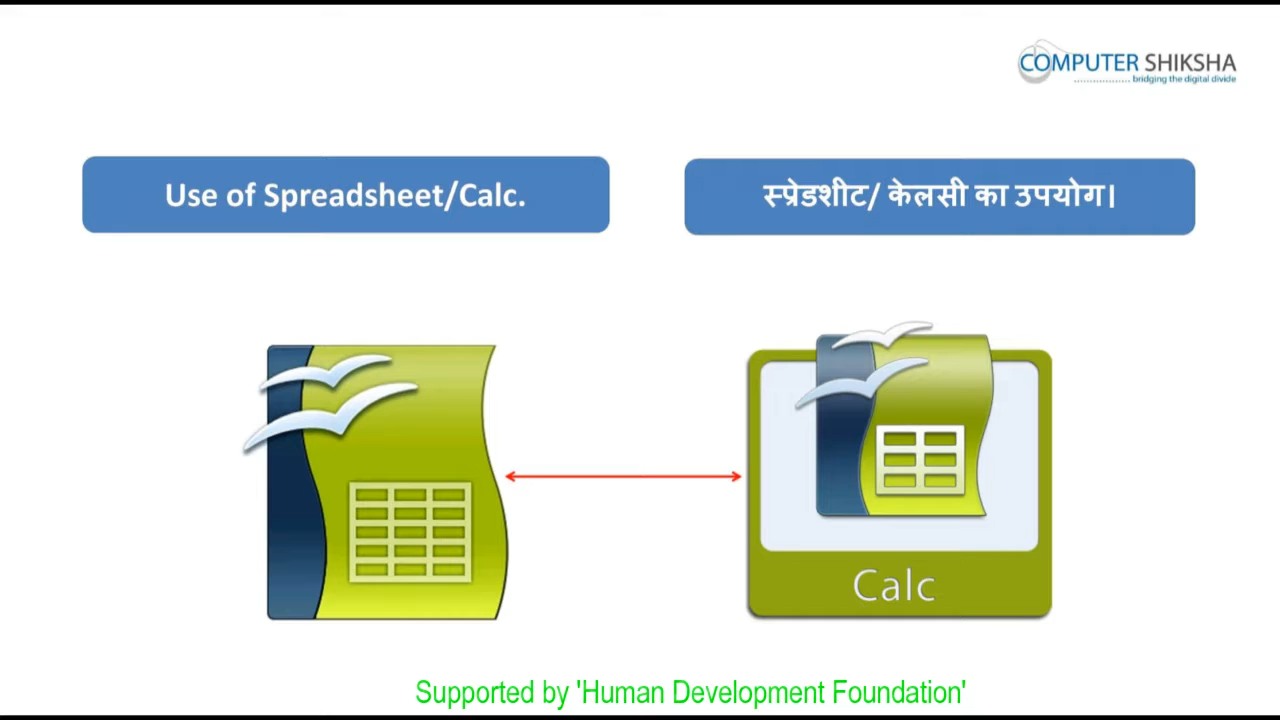 COMPUTER SHIKSHA
bridging the digital divide
Use of Spreadsheet/Calc.
स्प्रेडशीट/ केलसी का उपयोग।
Calc
Supported by 'Human Development Foundation'